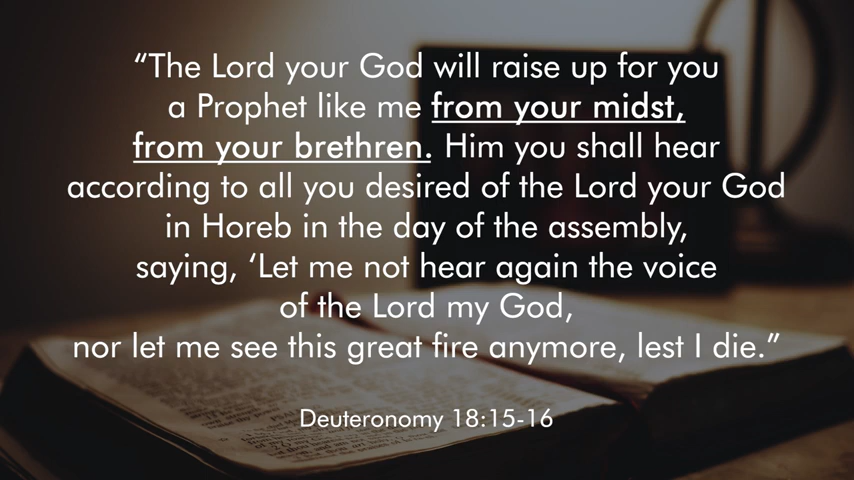 “The Lord your God will raise up for you
a Prophet like me from your midst,
from your brethren. Him you shall hear
according to all you desired of the Lord your God
in Horeb in the day of the assembly,
saying, ‘Let me not hear again the voice
of the Lord my God,
nor let me see this great fire anymore, lest I die.”
Deuteronomy 18:15-16